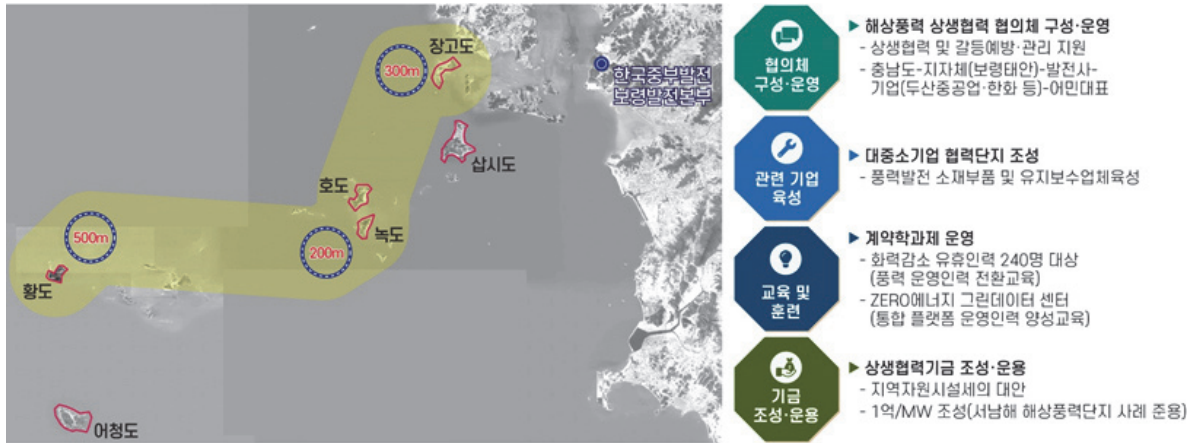 장고도
300m
한국중부발전
보령발전본부
삽시도
호도
녹도
200m
500m
황도
어청도
협의체
구성·운영
▶ 해상풍력 상생협력 협의체 구성·운영
- 상생협력 및 갈등예방·관리 지원
- 충남도-지자체(보령태안)-발전사-
기업(두산중공업·한화 등)-어민대표
관련 기업
육성
▶ 대중소기업 협력단지 조성
- 풍력발전 소재부품 및 유지보수업체육성
교육 및
훈련
▶ 계약학과제 운영
- 화력감소 유휴인력 240명 대상
(풍력 운영인력 전환교육)
- ZERO에너지 그린데이터 센터
(통합 플랫폼 운영인력 양성교육)
기금
조성·운용
▶ 상생협력기금 조성·운용
- 지역자원시설세의 대안
- 1억/MW 조성(서남해 해상풍력단지 사례 준용)